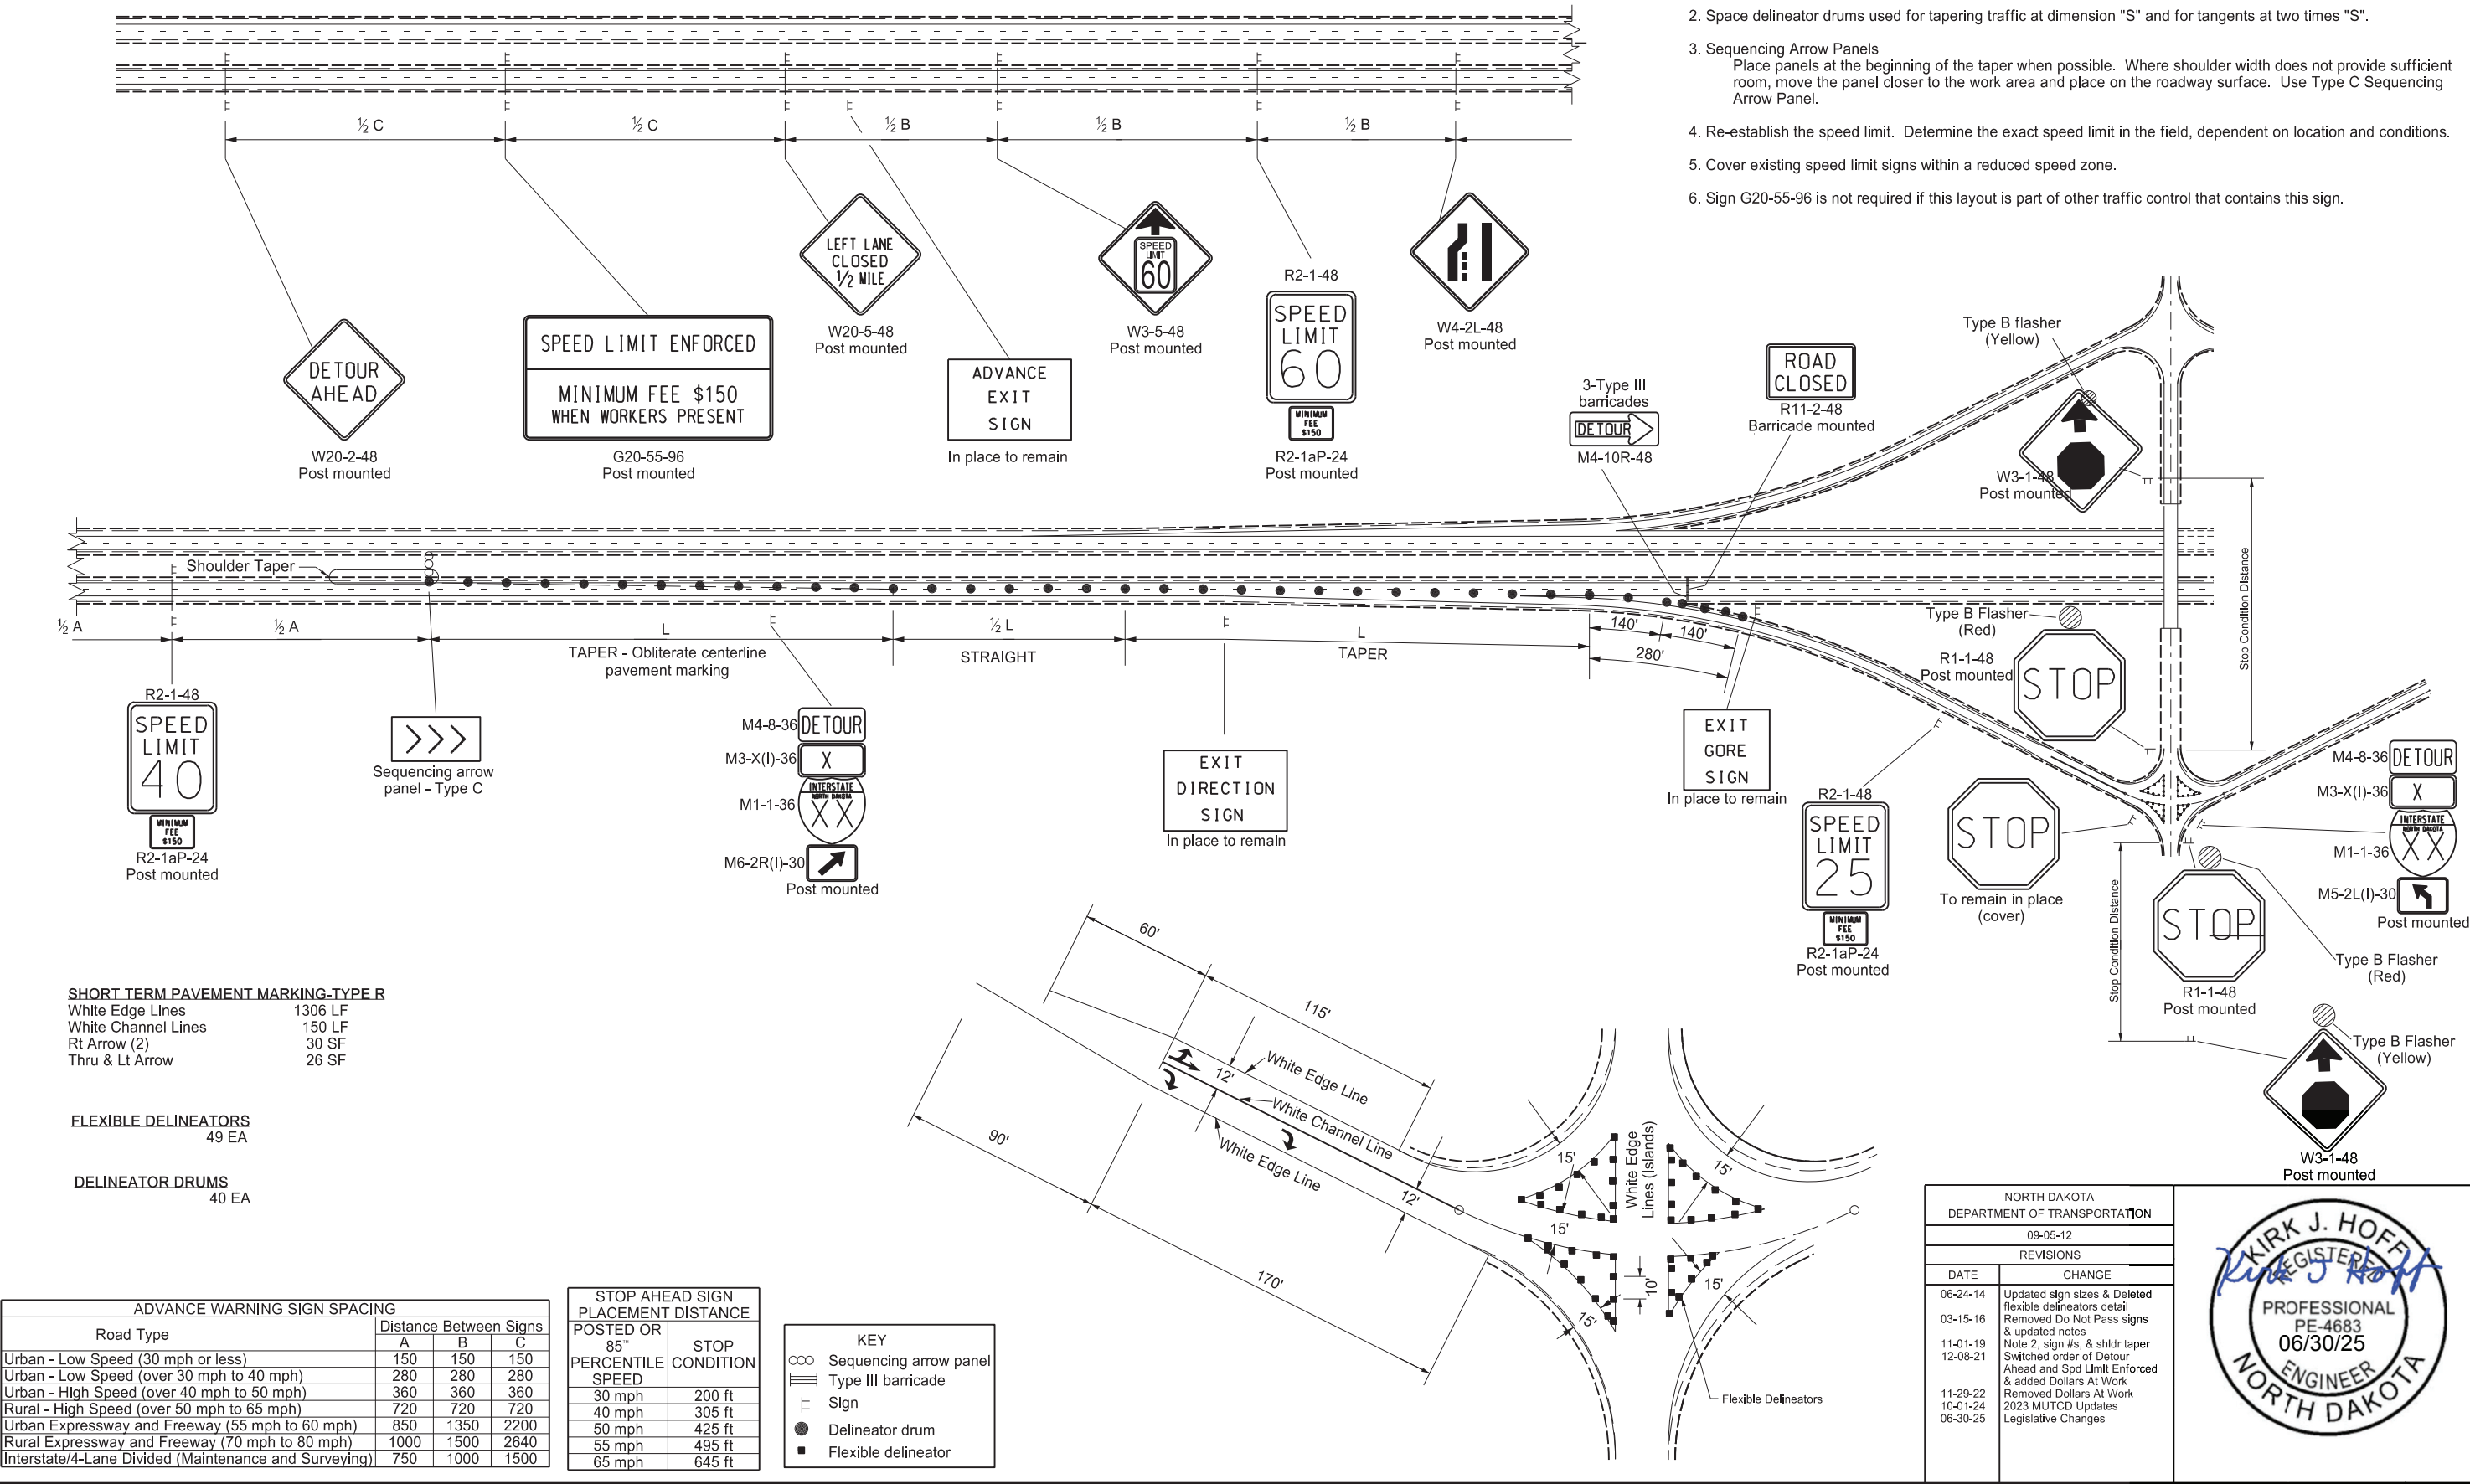 2. Space delineator drums used for tapering traffic at dimension "S" and for tangents at two times "S".
3. Sequencing Arrow Panels
Place panels at the beginning of the taper when possible. Where shoulder width does not provide sufficient
room, move the panel closer to the work area and place on the roadway surface. Use Type C Sequencing
Arrow Panel.
4. Re-establish the speed limit. Determine the exact speed limit in the field, dependent on location and conditions.
5. Cover existing speed limit signs within a reduced speed zone.
6. Sign G20-55-96 is not required if this layout is part of other traffic control that contains this sign.
½ C
½ C
½ B
½ B
½ B
DETOUR
AHEAD
W20-2-48
Post mounted
SPEED LIMIT ENFORCED
MINIMUM FEE $150
WHEN WORKERS PRESENT
G20-55-96
Post mounted
LEFT LANE
CLOSED
1/2 MILE
W20-5-48
Post mounted
ADVANCE
EXIT
SIGN
In place to remain
SPEED
LIMIT
60
W3-5-48
Post mounted
R2-1-48
SPEED
LIMIT
60
MINIMUM
FEE
$150
R2-1aP-24
Post mounted
W4-2L-48
Post mounted
3-Type III
barricades
DETOUR
M4-10R-48
ROAD
CLOSED
R11-2-48
Barricade mounted
Type B flasher
(Yellow)
W3-1-48
Post mounted
Stop Condition Distance
Shoulder Taper
½ A
½ A
L
TAPER - Obliterate centerline
pavement marking
½ L
STRAIGHT
L
TAPER
140'
140'
280'
R2-1-48
SPEED
LIMIT
40
MINIMUM
FEE
$150
R2-1aP-24
Post mounted
>>>
Sequencing arrow
panel - Type C
M4-8-36
DETOUR
M3-X(I)-36
X
M1-1-36
INTERSTATE
NORTH DAKOTA
XX
M6-2R(I)-30
Post mounted
EXIT
DIRECTION
SIGN
In place to remain
EXIT
GORE
SIGN
In place to remain
Type B Flasher
(Red)
R1-1-48
Post mounted
STOP
R2-1-48
SPEED
LIMIT
25
MINIMUM
FEE
$150
R2-1aP-24
Post mounted
STOP
To remain in place
(cover)
M4-8-36
DETOUR
M3-X(I)-36
X
M1-1-36
INTERSTATE
NORTH DAKOTA
XX
M5-2L(I)-30
Post mounted
Stop Condition Distance
STOP
R1-1-48
Post mounted
Type B Flasher
(Red)
Type B Flasher
(Yellow)
W3-1-48
Post mounted
SHORT TERM PAVEMENT MARKING-TYPE R
White Edge Lines 1306 LF
White Channel Lines 150 LF
Rt Arrow (2) 30 SF
Thru & Lt Arrow 26 SF
FLEXIBLE DELINEATORS
49 EA
DELINEATOR DRUMS
40 EA
60'
115'
90'
170'
12'
12'
White Edge Line
White Channel Line
White Edge Line
White Edge
Lines (Islands)
15'
15'
15'
15'
15'
10'
Flexible Delineators
ADVANCE WARNING SIGN SPACING
Road Type Distance Between Signs
A B C
Urban - Low Speed (30 mph or less) 150 150 150
Urban - Low Speed (over 30 mph to 40 mph) 280 280 280
Urban - High Speed (over 40 mph to 50 mph) 360 360 360
Rural - High Speed (over 50 mph to 65 mph) 720 720 720
Urban Expressway and Freeway (55 mph to 60 mph) 850 1350 2200
Rural Expressway and Freeway (70 mph to 80 mph) 1000 1500 2640
Interstate/4-Lane Divided (Maintenance and Surveying) 750 1000 1500
STOP AHEAD SIGN
PLACEMENT DISTANCE
POSTED OR
85TH
PERCENTILE
SPEED
STOP
CONDITION
30 mph 200 ft
40 mph 305 ft
50 mph 425 ft
55 mph 495 ft
65 mph 645 ft
KEY
Sequencing arrow panel
Type III barricade
Sign
Delineator drum
Flexible delineator
NORTH DAKOTA
DEPARTMENT OF TRANSPORTATION
09-05-12
REVISIONS
DATE CHANGE
06-24-14 Updated sign sizes & Deleted
flexible delineators detail
03-15-16 Removed Do Not Pass signs
& updated notes
11-01-19 Note 2, sign #s, & shldr taper
12-08-21 Switched order of Detour
Ahead and Spd Limit Enforced
& added Dollars At Work
11-29-22 Removed Dollars At Work
10-01-24 2023 MUTCD Updates
06-30-25 Legislative Changes
KIRK J. HOFF
REGISTERED
Kirk J Hoff
PROFESSIONAL
PE-4683
06/30/25
ENGINEER
NORTH DAKOTA